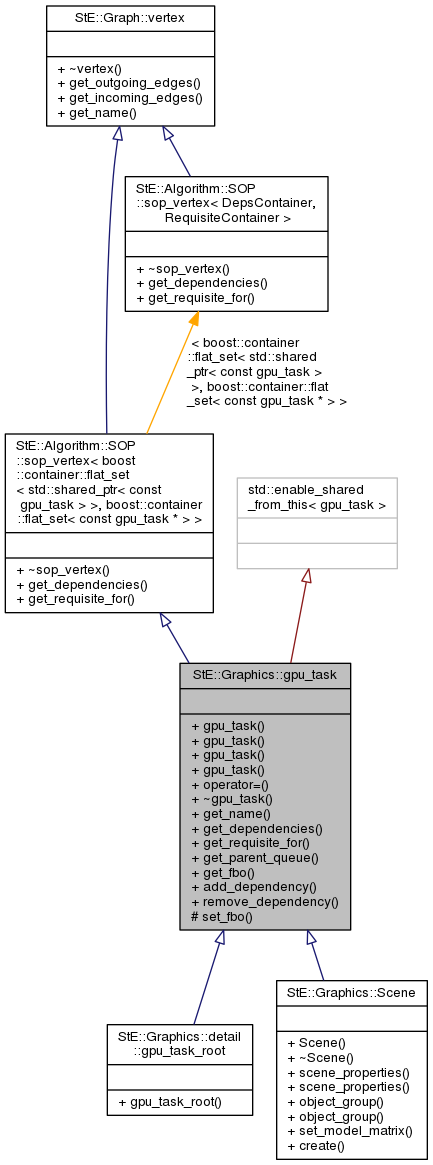 StE::Graph::vertex
+ ~vertex()
+ get_outgoing_edges()
+ get_incoming_edges()
+ get_name()
StE::Algorithm::SOP
::sop_vertex< DepsContainer,
RequisiteContainer >
+ ~sop_vertex()
+ get_dependencies()
+ get_requisite_for()
< boost::container
::flat_set< std::shared
_ptr< const gpu_task >
>, boost::container::flat
_set< const gpu_task * > >
StE::Algorithm::SOP
::sop_vertex< boost
::container::flat_set
< std::shared_ptr< const
gpu_task > >, boost::container
::flat_set< const gpu_task * > >
+ ~sop_vertex()
+ get_dependencies()
+ get_requisite_for()
std::enable_shared
_from_this< gpu_task >
StE::Graphics::gpu_task
+ gpu_task()
+ gpu_task()
+ gpu_task()
+ gpu_task()
+ operator=()
+ ~gpu_task()
+ get_name()
+ get_dependencies()
+ get_requisite_for()
+ get_parent_queue()
+ get_fbo()
+ add_dependency()
+ remove_dependency()
# set_fbo()
StE::Graphics::detail
::gpu_task_root
+ gpu_task_root()
StE::Graphics::Scene
+ Scene()
+ ~Scene()
+ scene_properties()
+ scene_properties()
+ object_group()
+ object_group()
+ set_model_matrix()
+ create()